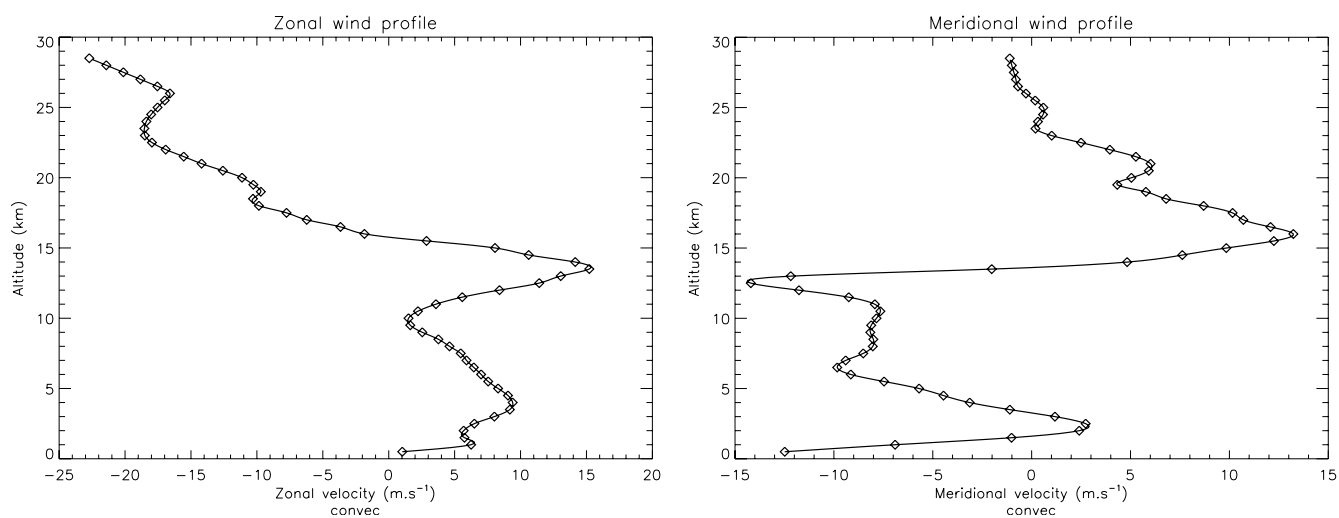 Zonal wind profile
30
25
20
15
10
5
0
Altitude (km)
−25 −20 −15 −10 −5 0 5 10 15 20
Zonal velocity (m.s⁻¹)
convec
Meridional wind profile
30
25
20
15
10
5
0
Altitude (km)
−15 −10 −5 0 5 10 15
Meridional velocity (m.s⁻¹)
convec